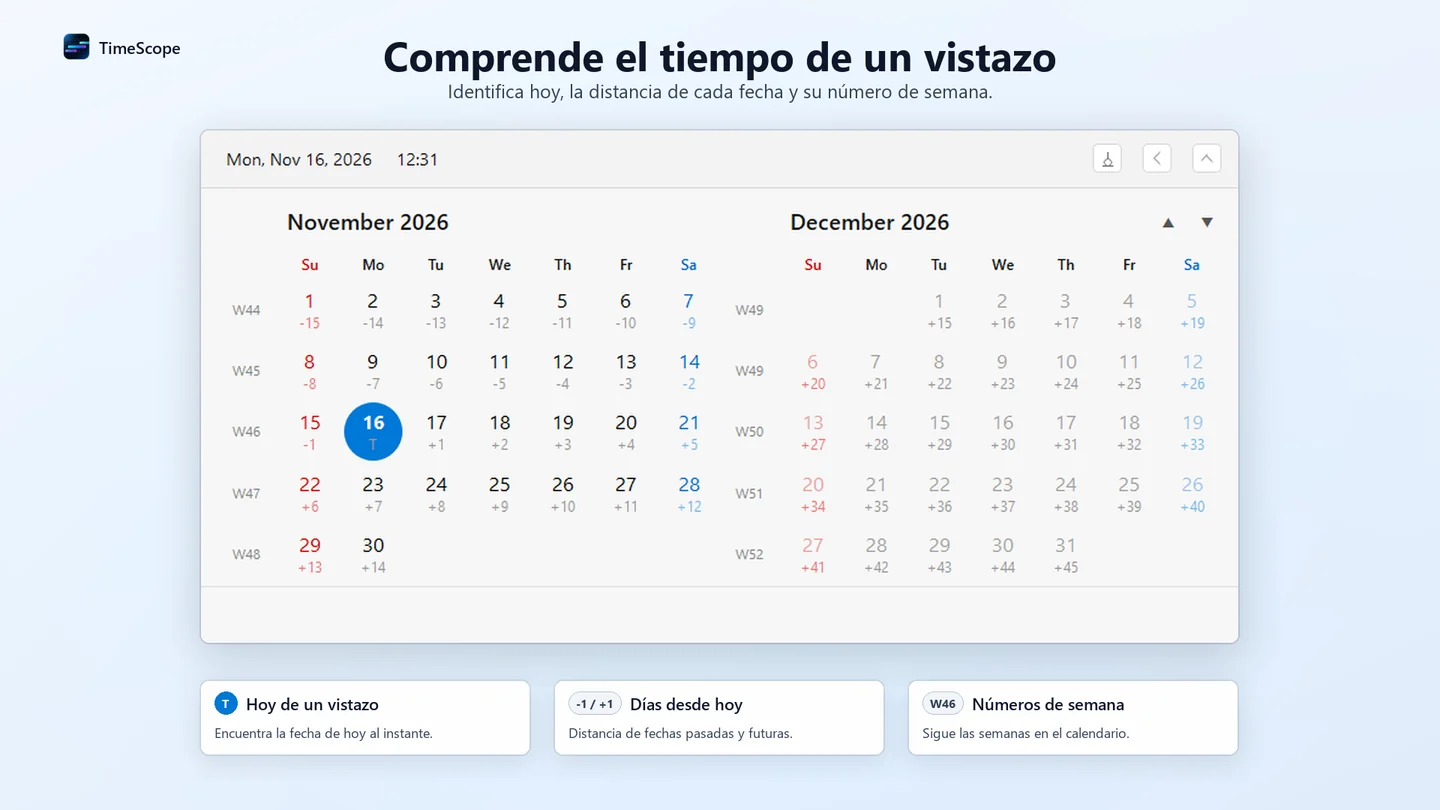 TimeScope
Comprende el tiempo de un vistazo
Identifica hoy, la distancia de cada fecha y su número de semana.
Mon, Nov 16, 2026 12:31
November 2026
Su Mo Tu We Th Fr Sa
W44 1 2 3 4 5 6 7
-15 -14 -13 -12 -11 -10 -9
W45 8 9 10 11 12 13 14
-8 -7 -6 -5 -4 -3 -2
W46 15 16 17 18 19 20 21
-1 T +1 +2 +3 +4 +5
W47 22 23 24 25 26 27 28
+6 +7 +8 +9 +10 +11 +12
W48 29 30
+13 +14
December 2026 ▲ ▼
Su Mo Tu We Th Fr Sa
W49 1 2 3 4 5
+15 +16 +17 +18 +19
W49 6 7 8 9 10 11 12
+20 +21 +22 +23 +24 +25 +26
W50 13 14 15 16 17 18 19
+27 +28 +29 +30 +31 +32 +33
W51 20 21 22 23 24 25 26
+34 +35 +36 +37 +38 +39 +40
W52 27 28 29 30 31
+41 +42 +43 +44 +45
T Hoy de un vistazo
Encuentra la fecha de hoy al instante.
-1 / +1 Días desde hoy
Distancia de fechas pasadas y futuras.
W46 Números de semana
Sigue las semanas en el calendario.